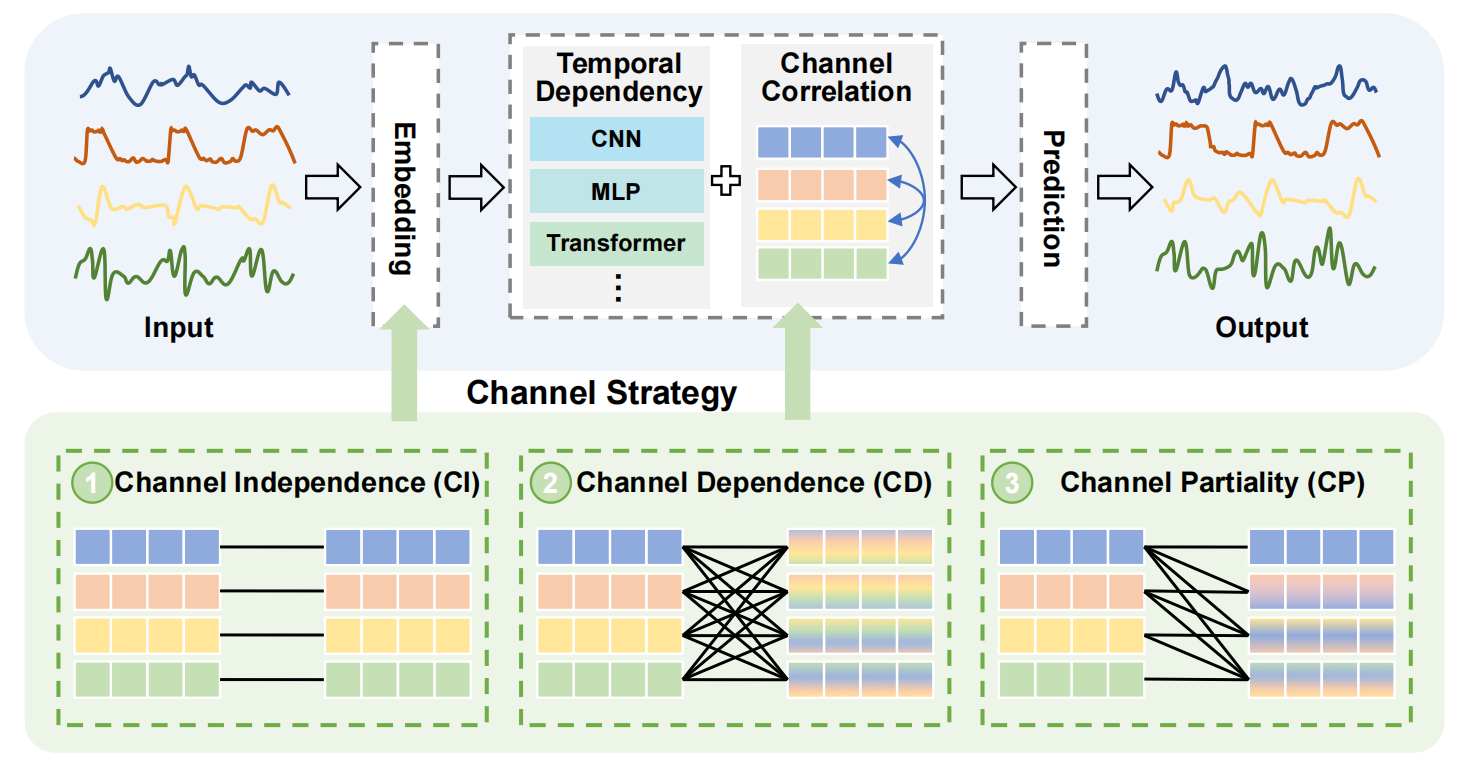 Input
Embedding
Temporal
Dependency
CNN
MLP
Transformer
⋮
Channel
Correlation
Prediction
Output
Channel Strategy
1 Channel Independence (CI)
2 Channel Dependence (CD)
3 Channel Partiality (CP)